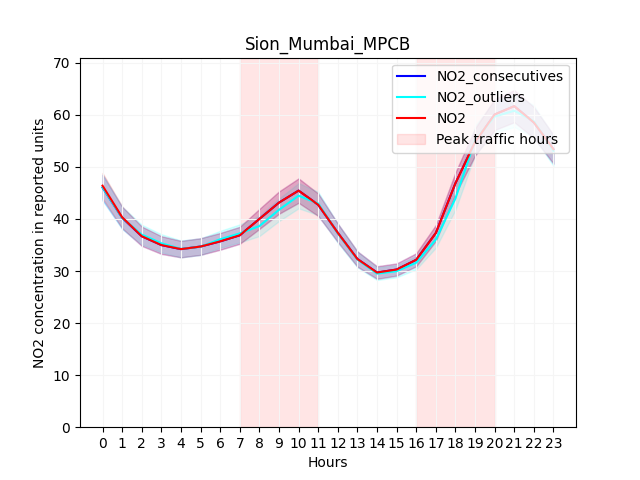 Sion_Mumbai_MPCB
NO2 concentration in reported units
70
60
50
40
30
20
10
0
NO2_consecutives
NO2_outliers
NO2
Peak traffic hours
0 1 2 3 4 5 6 7 8 9 10 11 12 13 14 15 16 17 18 19 20 21 22 23
Hours